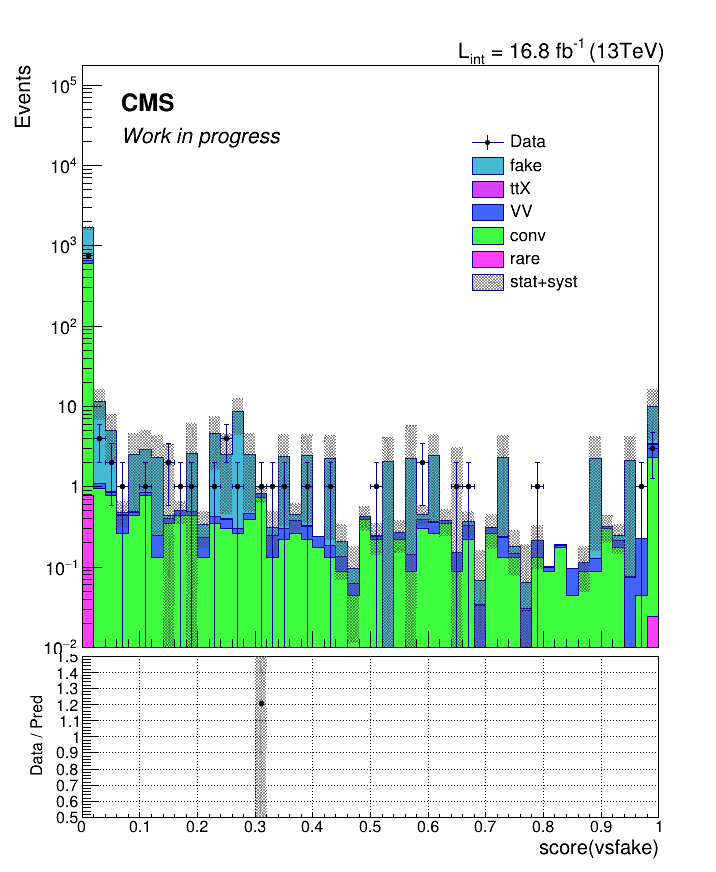 L_int = 16.8 fb^-1 (13TeV)
Events
CMS
Work in progress
Data
fake
ttX
VV
conv
rare
stat+syst
10^5
10^4
10^3
10^2
10
1
10^-1
10^-2
Data / Pred
1.5
1.4
1.3
1.2
1.1
1
0.9
0.8
0.7
0.6
0.5
0 0.1 0.2 0.3 0.4 0.5 0.6 0.7 0.8 0.9 1
score(vsfake)